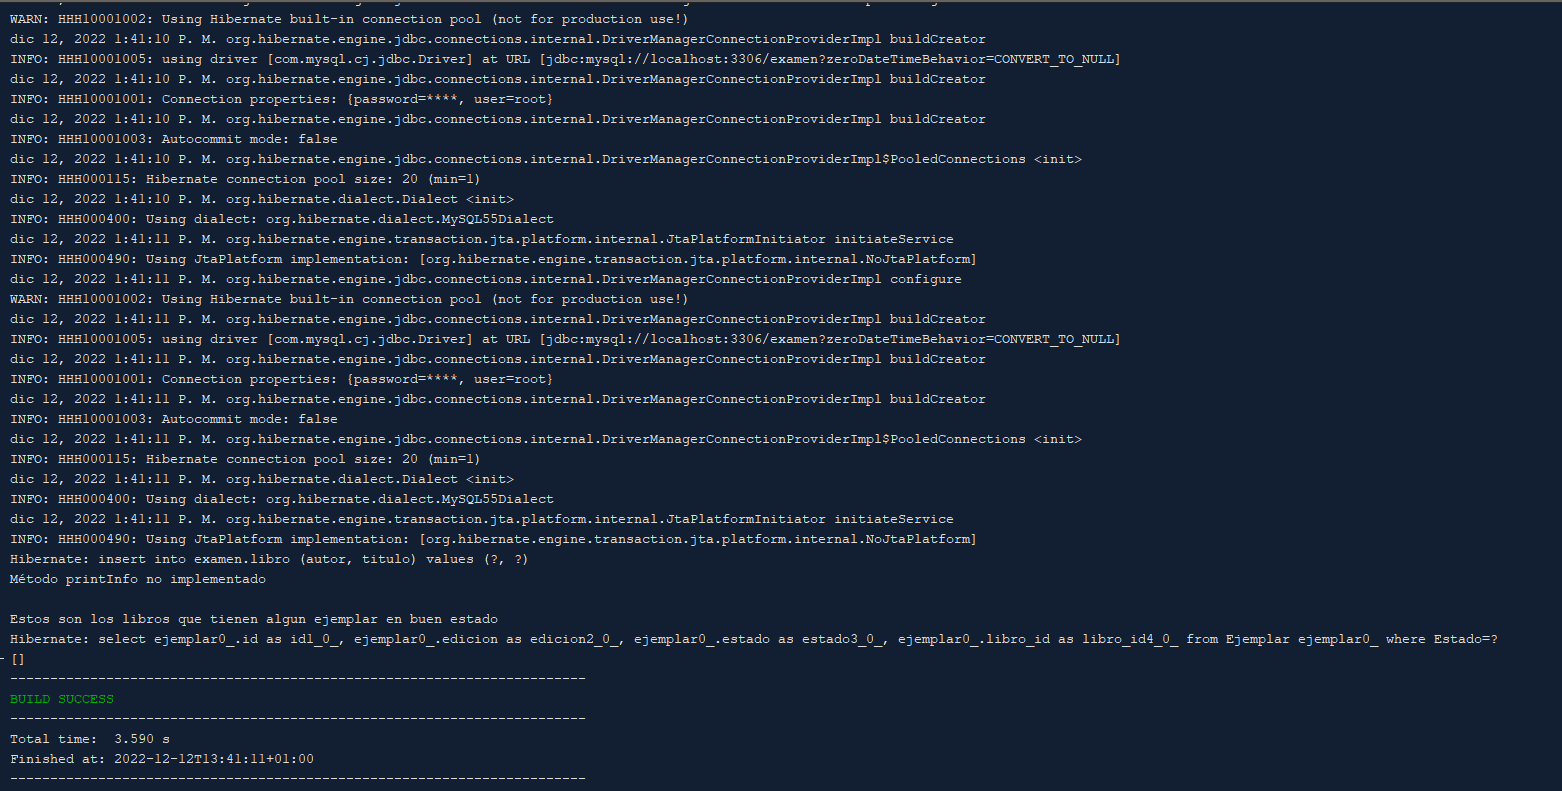 WARN: HHH10001002: Using Hibernate built-in connection pool (not for production use!)
dic 12, 2022 1:41:10 P. M. org.hibernate.engine.jdbc.connections.internal.DriverManagerConnectionProviderImpl buildCreator
INFO: HHH10001005: using driver [com.mysql.cj.jdbc.Driver] at URL [jdbc:mysql://localhost:3306/examen?zeroDateTimeBehavior=CONVERT_TO_NULL]
dic 12, 2022 1:41:10 P. M. org.hibernate.engine.jdbc.connections.internal.DriverManagerConnectionProviderImpl buildCreator
INFO: HHH10001001: Connection properties: {password=****, user=root}
dic 12, 2022 1:41:10 P. M. org.hibernate.engine.jdbc.connections.internal.DriverManagerConnectionProviderImpl buildCreator
INFO: HHH10001003: Autocommit mode: false
dic 12, 2022 1:41:10 P. M. org.hibernate.engine.jdbc.connections.internal.DriverManagerConnectionProviderImpl$PooledConnections <init>
INFO: HHH000115: Hibernate connection pool size: 20 (min=1)
dic 12, 2022 1:41:10 P. M. org.hibernate.dialect.Dialect <init>
INFO: HHH000400: Using dialect: org.hibernate.dialect.MySQL55Dialect
dic 12, 2022 1:41:11 P. M. org.hibernate.engine.transaction.jta.platform.internal.JtaPlatformInitiator initiateService
INFO: HHH000490: Using JtaPlatform implementation: [org.hibernate.engine.transaction.jta.platform.internal.NoJtaPlatform]
dic 12, 2022 1:41:11 P. M. org.hibernate.engine.jdbc.connections.internal.DriverManagerConnectionProviderImpl configure
WARN: HHH10001002: Using Hibernate built-in connection pool (not for production use!)
dic 12, 2022 1:41:11 P. M. org.hibernate.engine.jdbc.connections.internal.DriverManagerConnectionProviderImpl buildCreator
INFO: HHH10001005: using driver [com.mysql.cj.jdbc.Driver] at URL [jdbc:mysql://localhost:3306/examen?zeroDateTimeBehavior=CONVERT_TO_NULL]
dic 12, 2022 1:41:11 P. M. org.hibernate.engine.jdbc.connections.internal.DriverManagerConnectionProviderImpl buildCreator
INFO: HHH10001001: Connection properties: {password=****, user=root}
dic 12, 2022 1:41:11 P. M. org.hibernate.engine.jdbc.connections.internal.DriverManagerConnectionProviderImpl buildCreator
INFO: HHH10001003: Autocommit mode: false
dic 12, 2022 1:41:11 P. M. org.hibernate.engine.jdbc.connections.internal.DriverManagerConnectionProviderImpl$PooledConnections <init>
INFO: HHH000115: Hibernate connection pool size: 20 (min=1)
dic 12, 2022 1:41:11 P. M. org.hibernate.dialect.Dialect <init>
INFO: HHH000400: Using dialect: org.hibernate.dialect.MySQL55Dialect
dic 12, 2022 1:41:11 P. M. org.hibernate.engine.transaction.jta.platform.internal.JtaPlatformInitiator initiateService
INFO: HHH000490: Using JtaPlatform implementation: [org.hibernate.engine.transaction.jta.platform.internal.NoJtaPlatform]
Hibernate: insert into examen.libro (autor, titulo) values (?, ?)
Método printInfo no implementado
Estos son los libros que tienen algun ejemplar en buen estado
Hibernate: select ejemplar0_.id as id1_0_, ejemplar0_.edicion as edicion2_0_, ejemplar0_.estado as estado3_0_, ejemplar0_.libro_id as libro_id4_0_ from Ejemplar ejemplar0_ where Estado=?
[]
------------------------------------------------------------------------
BUILD SUCCESS
------------------------------------------------------------------------
Total time:  3.590 s
Finished at: 2022-12-12T13:41:11+01:00
------------------------------------------------------------------------